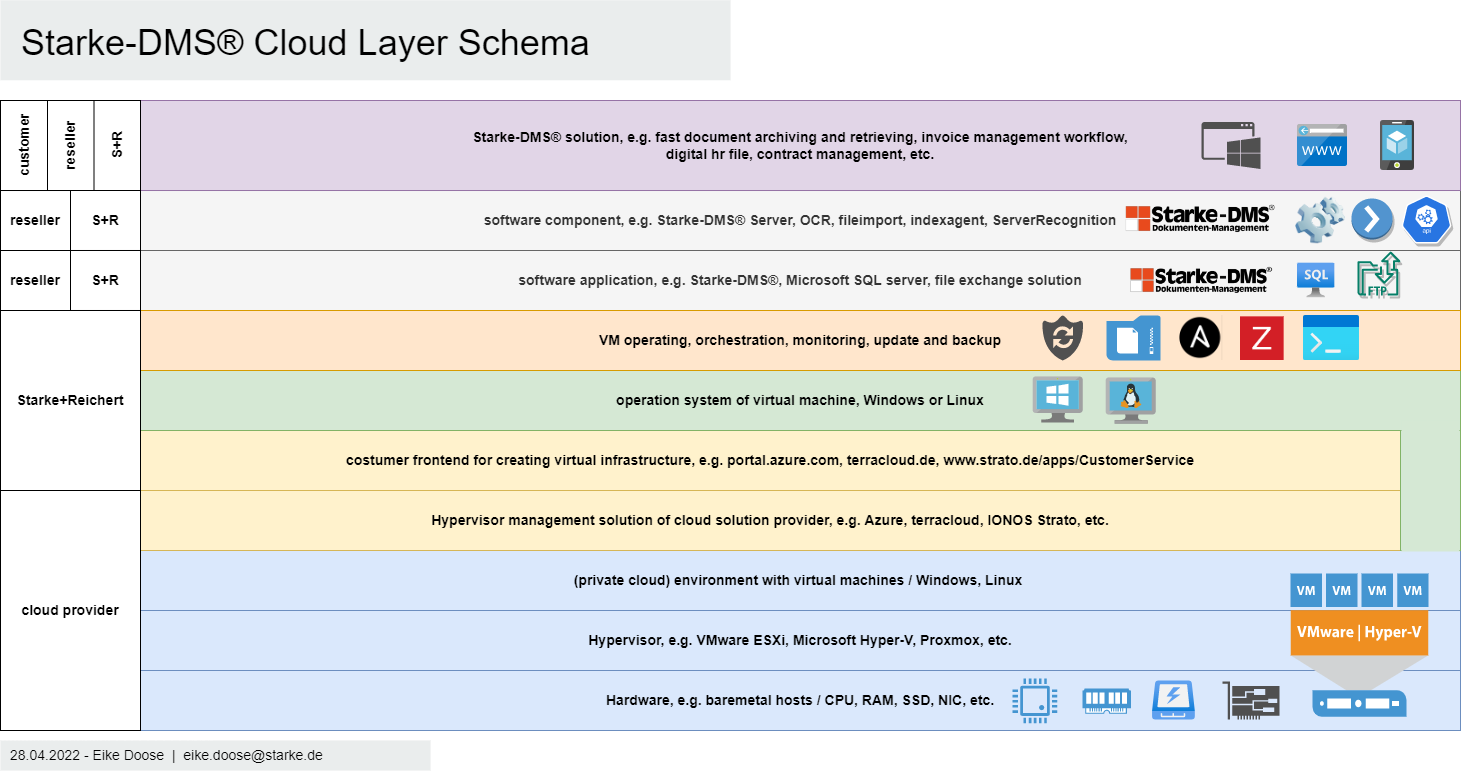 Starke-DMS® Cloud Layer Schema
customer
reseller
S+R
Starke-DMS® solution, e.g. fast document archiving and retrieving, invoice management workflow,
digital hr file, contract management, etc.
WWW
reseller
S+R
software component, e.g. Starke-DMS® Server, OCR, fileimport, indexagent, ServerRecognition
Starke-DMS®
Dokumenten-Management
api
reseller
S+R
software application, e.g. Starke-DMS®, Microsoft SQL server, file exchange solution
Starke-DMS®
Dokumenten-Management
SQL
FTP
Starke+Reichert
VM operating, orchestration, monitoring, update and backup
www
A
Z
operation system of virtual machine, Windows or Linux
costumer frontend for creating virtual infrastructure, e.g. portal.azure.com, terracloud.de, www.strato.de/apps/CustomerService
cloud provider
Hypervisor management solution of cloud solution provider, e.g. Azure, terracloud, IONOS Strato, etc.
(private cloud) environment with virtual machines / Windows, Linux
VM VM VM VM
Hypervisor, e.g. VMware ESXi, Microsoft Hyper-V, Proxmox, etc.
VMware | Hyper-V
Hardware, e.g. baremetal hosts / CPU, RAM, SSD, NIC, etc.
28.04.2022 - Eike Doose | eike.doose@starke.de